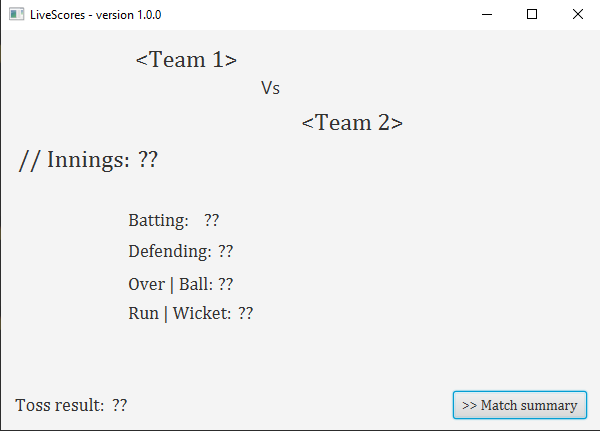 LiveScores - version 1.0.0
<Team 1>
Vs
<Team 2>
// Innings: ??
Batting: ??
Defending: ??
Over | Ball: ??
Run | Wicket: ??
Toss result: ??
>> Match summary